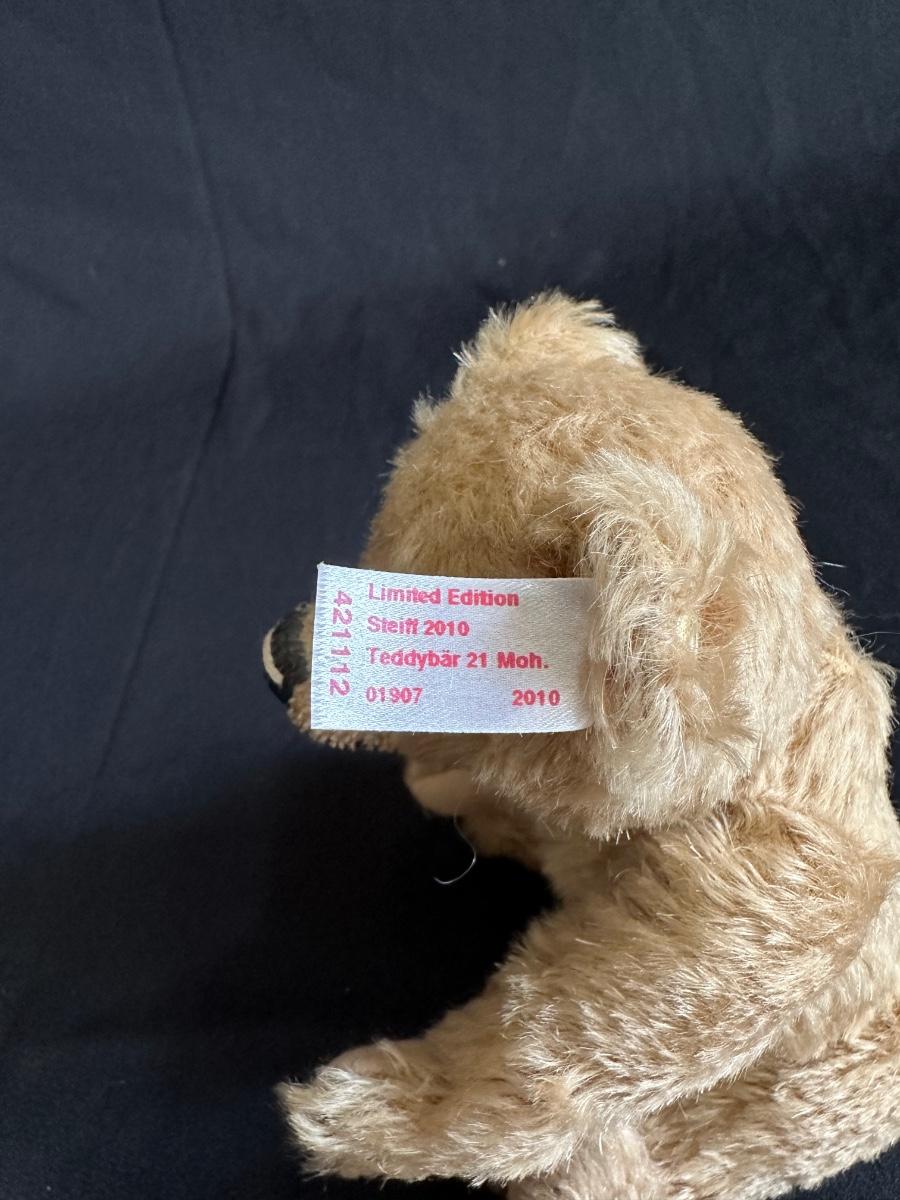 421112
Limited Edition
Steiff 2010
Teddybär 21 Moh.
01907 2010